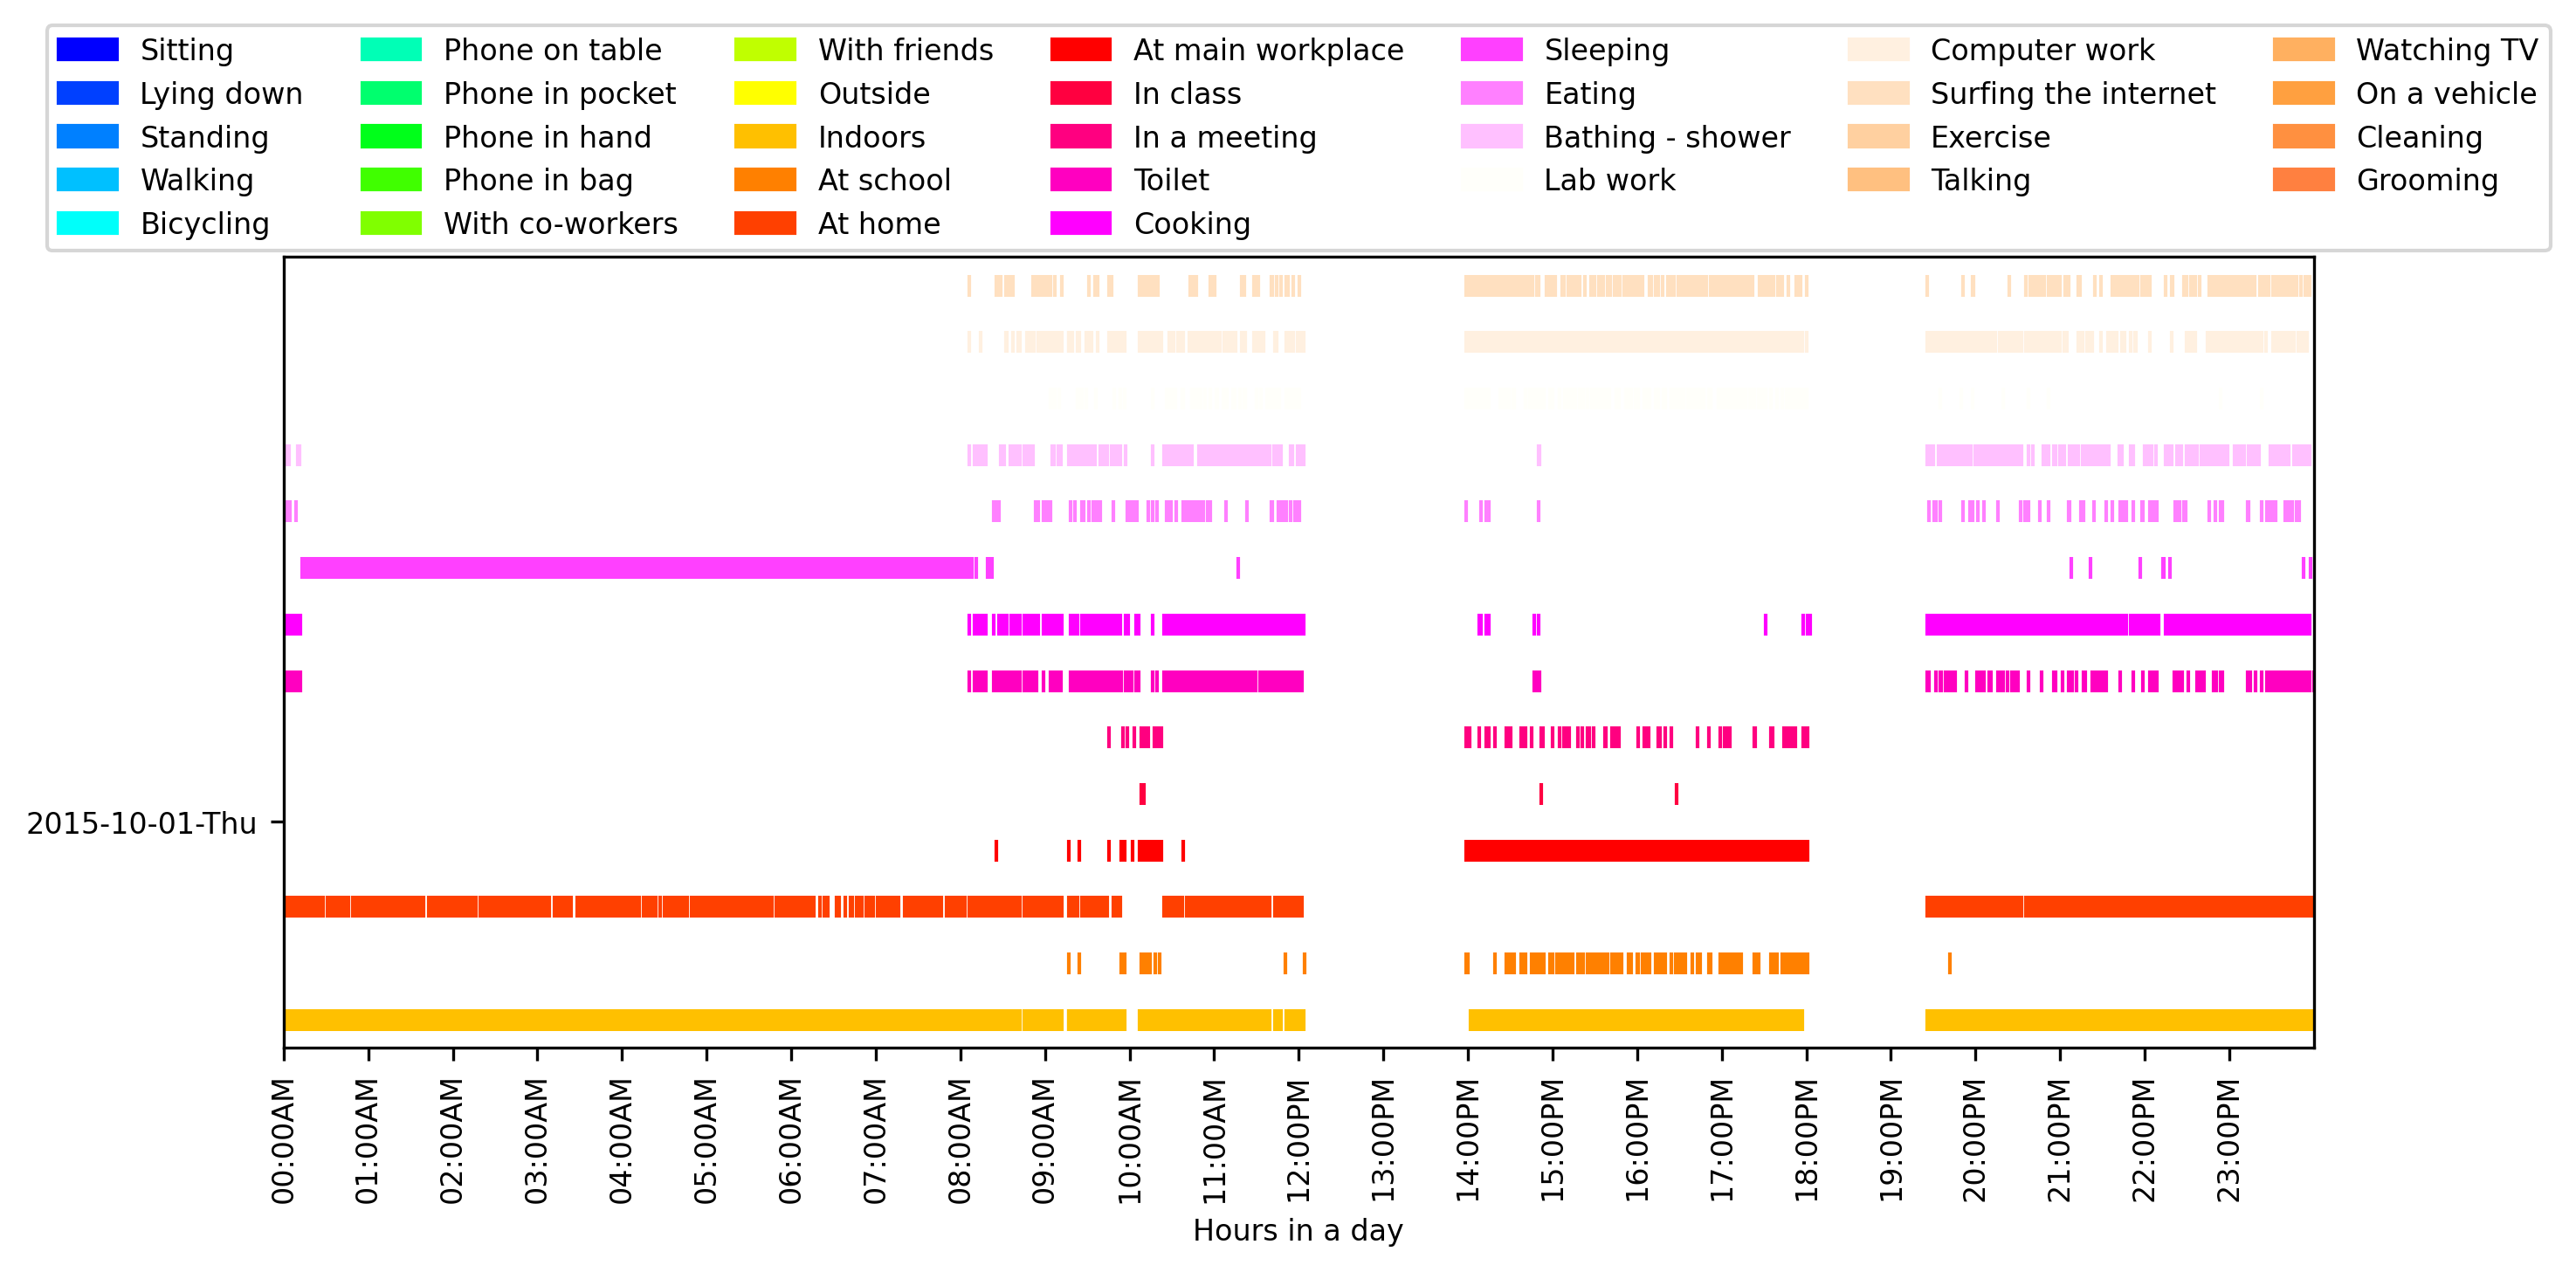 Sitting
Lying down
Standing
Walking
Bicycling
Phone on table
Phone in pocket
Phone in hand
Phone in bag
With co-workers
With friends
Outside
Indoors
At school
At home
At main workplace
In class
In a meeting
Toilet
Cooking
Sleeping
Eating
Bathing - shower
Lab work
Computer work
Surfing the internet
Exercise
Talking
Watching TV
On a vehicle
Cleaning
Grooming
2015-10-01-Thu
00:00AM
01:00AM
02:00AM
03:00AM
04:00AM
05:00AM
06:00AM
07:00AM
08:00AM
09:00AM
10:00AM
11:00AM
12:00PM
13:00PM
14:00PM
15:00PM
16:00PM
17:00PM
18:00PM
19:00PM
20:00PM
21:00PM
22:00PM
23:00PM
Hours in a day